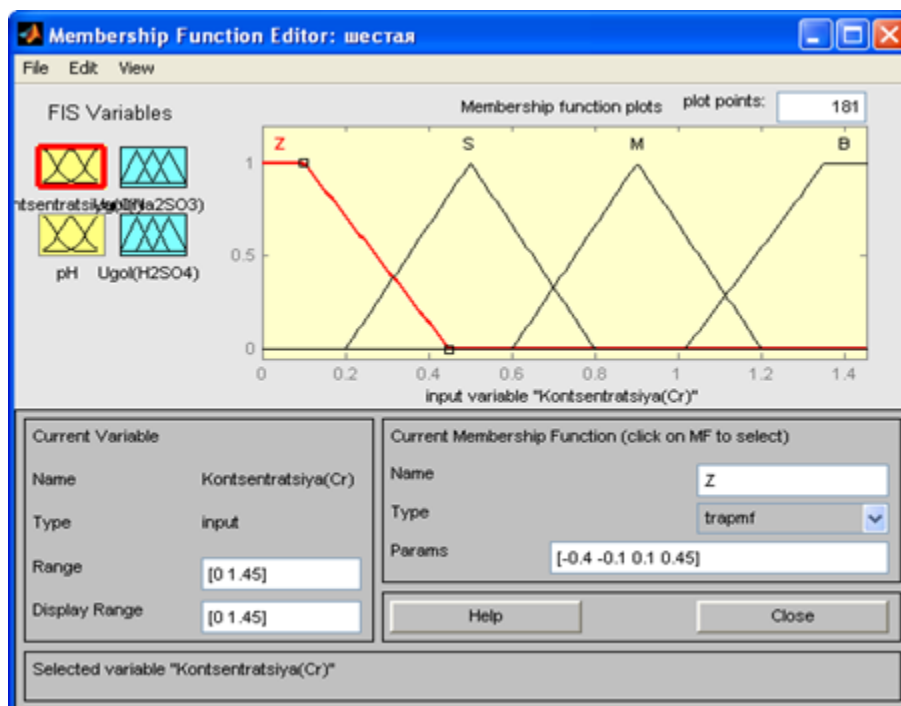 Membership Function Editor: шестая
File Edit View
FIS Variables
Membership function plots plot points: 181
Z S M B
1
0.5
0
0 0.2 0.4 0.6 0.8 1 1.2 1.4
input variable "Kontsentratsiya(Cr)"
pH Ugol(H2SO4)
Current Variable
Name Kontsentratsiya(Cr)
Type input
Range [0 1.45]
Display Range [0 1.45]
Current Membership Function (click on MF to select)
Name Z
Type trapmf
Params [-0.4 -0.1 0.1 0.45]
Help Close
Selected variable "Kontsentratsiya(Cr)"